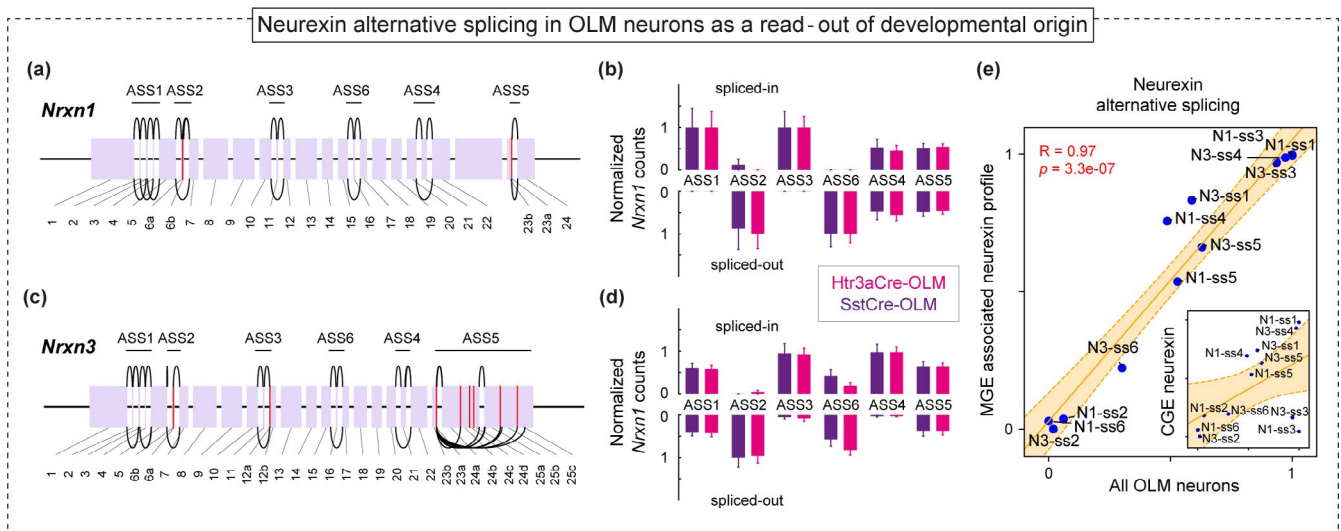 Neurexin alternative splicing in OLM neurons as a read-out of developmental origin
(a)
Nrxn1
ASS1 ASS2 ASS3 ASS6 ASS4 ASS5
1 2 3 4 5 6a 6b 7 8 9 10 11 12 13 14 15 16 17 18 19 20 21 22 23b 23a 24
(b)
spliced-in
Normalized
Nrxn1 counts
1
0
ASS1 ASS2 ASS3 ASS6 ASS4 ASS5
0
1
spliced-out
Htr3aCre-OLM
SstCre-OLM
(c)
Nrxn3
ASS1 ASS2 ASS3 ASS6 ASS4 ASS5
1 2 3 4 5 6b 6a 7 8 9 10 11 12a 12b 13 14 15 16 17 18 19 20 21 22 23b 23a 24a 24b 24c 24d 25a 25b 25c
(d)
spliced-in
Normalized
Nrxn1 counts
1
0
ASS1 ASS2 ASS3 ASS6 ASS4 ASS5
0
1
spliced-out
(e)
Neurexin
alternative splicing
R = 0.97
p = 3.3e-07
MGE associated neurexin profile
1
0
N1-ss3
N1-ss1
N3-ss4
N3-ss3
N3-ss1
N1-ss4
N3-ss5
N1-ss5
N3-ss6
N1-ss2
N1-ss6
N3-ss2
CGE neurexin
N1-ss1
N3-ss4
N3-ss1
N1-ss4
N3-ss5
N1-ss5
N1-ss2 N3-ss6 N3-ss3
N1-ss6
N1-ss3
N3-ss2
0 1
All OLM neurons